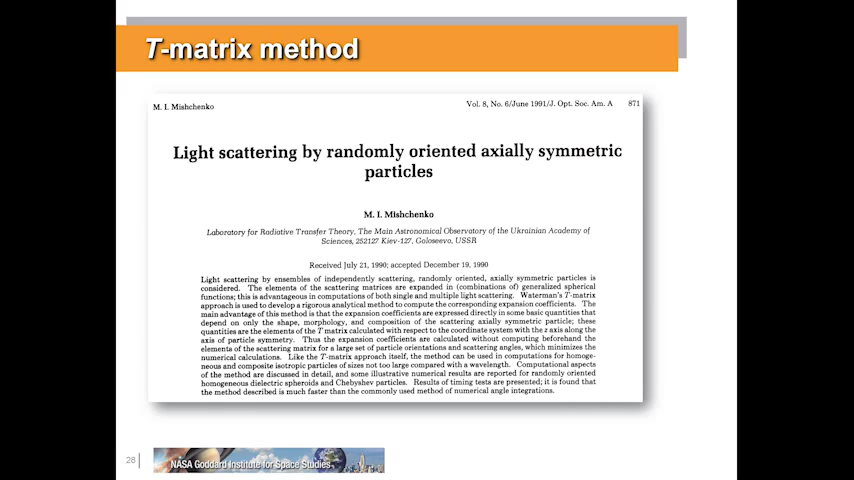 T-matrix method
M. I. Mishchenko
Vol. 8, No. 6/June 1991/J. Opt. Soc. Am. A 871
Light scattering by randomly oriented axially symmetric
particles
M. I. Mishchenko
Laboratory for Radiative Transfer Theory, The Main Astronomical Observatory of the Ukrainian Academy of
Sciences, 252127 Kiev-127, Goloseevo, USSR
Received July 21, 1990; accepted December 19, 1990
Light scattering by ensembles of independently scattering, randomly oriented, axially symmetric particles is
considered. The elements of the scattering matrices are expanded in (combinations of) generalized spherical
functions; this is advantageous in computations of both single and multiple light scattering. Waterman's T-matrix
approach is used to develop a rigorous analytical method to compute the corresponding expansion coefficients. The
main advantage of this method is that the expansion coefficients are expressed directly in some basic quantities that
depend on only the shape, morphology, and composition of the scattering axially symmetric particle; these
quantities are the elements of the T matrix calculated with respect to the coordinate system with the z axis along the
axis of particle symmetry. Thus the expansion coefficients are calculated without computing beforehand the
elements of the scattering matrix for a large set of particle orientations and scattering angles, which minimizes the
numerical calculations. Like the T-matrix approach itself, the method can be used in computations for homoge-
neous and composite isotropic particles of sizes not too large compared with a wavelength. Computational aspects
of the method are discussed in detail, and some illustrative numerical results are reported for randomly oriented
homogeneous dielectric spheroids and Chebyshev particles. Results of timing tests are presented; it is found that
the method described is much faster than the commonly used method of numerical angle integrations.
28
NASA Goddard Institute for Space Studies